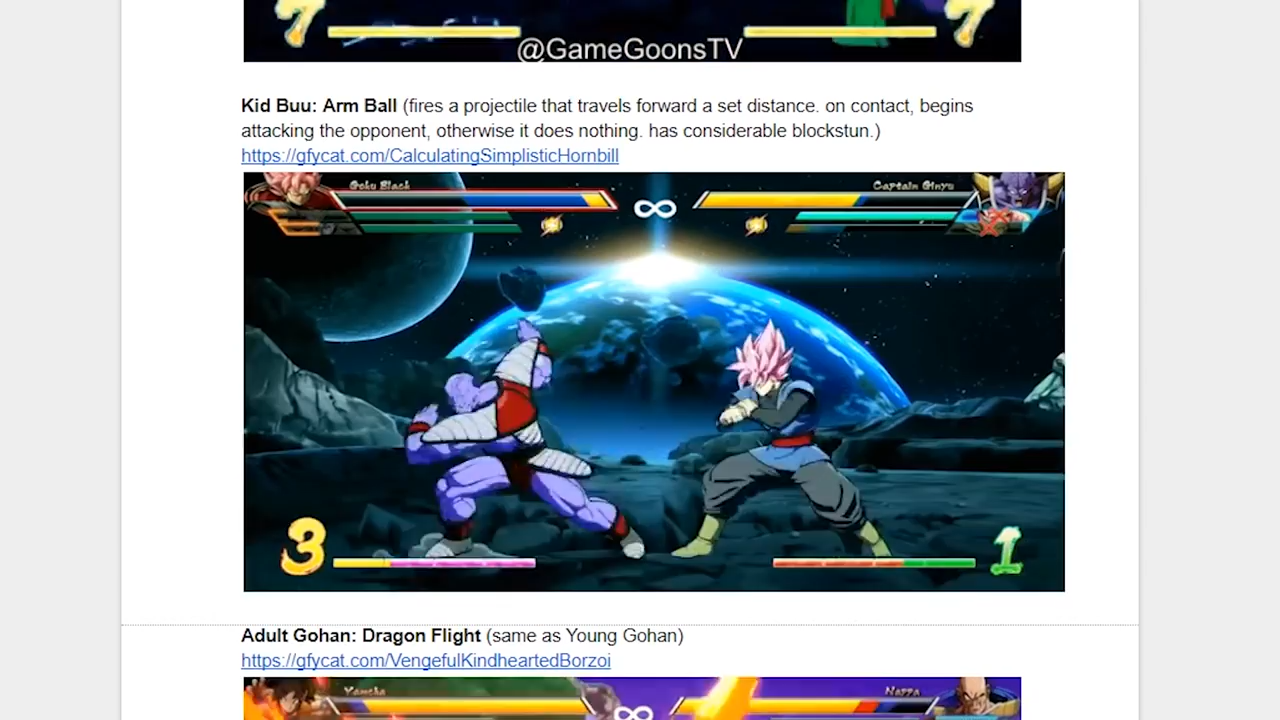 7 7
@GameGoonsTV
Kid Buu: Arm Ball (fires a projectile that travels forward a set distance. on contact, begins
attacking the opponent, otherwise it does nothing. has considerable blockstun.)
https://gfycat.com/CalculatingSimplisticHornbill
Goku Black Captain Ginyu
∞
3 1
Adult Gohan: Dragon Flight (same as Young Gohan)
https://gfycat.com/VengefulKindheartedBorzoi
Yamcha Nappa
∞